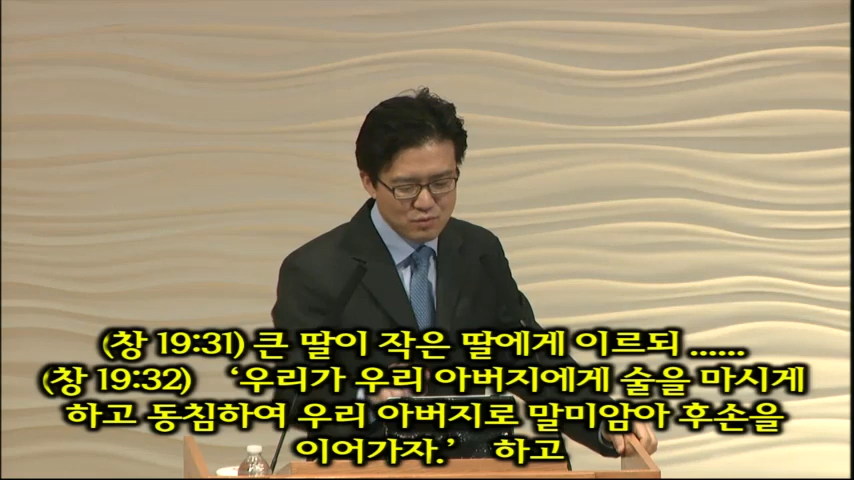 (창 19:31) 큰 딸이 작은 딸에게 이르되 ......
(창 19:32) ‘우리가 우리 아버지에게 술을 마시게
하고 동침하여 우리 아버지로 말미암아 후손을
이어가자.’ 하고